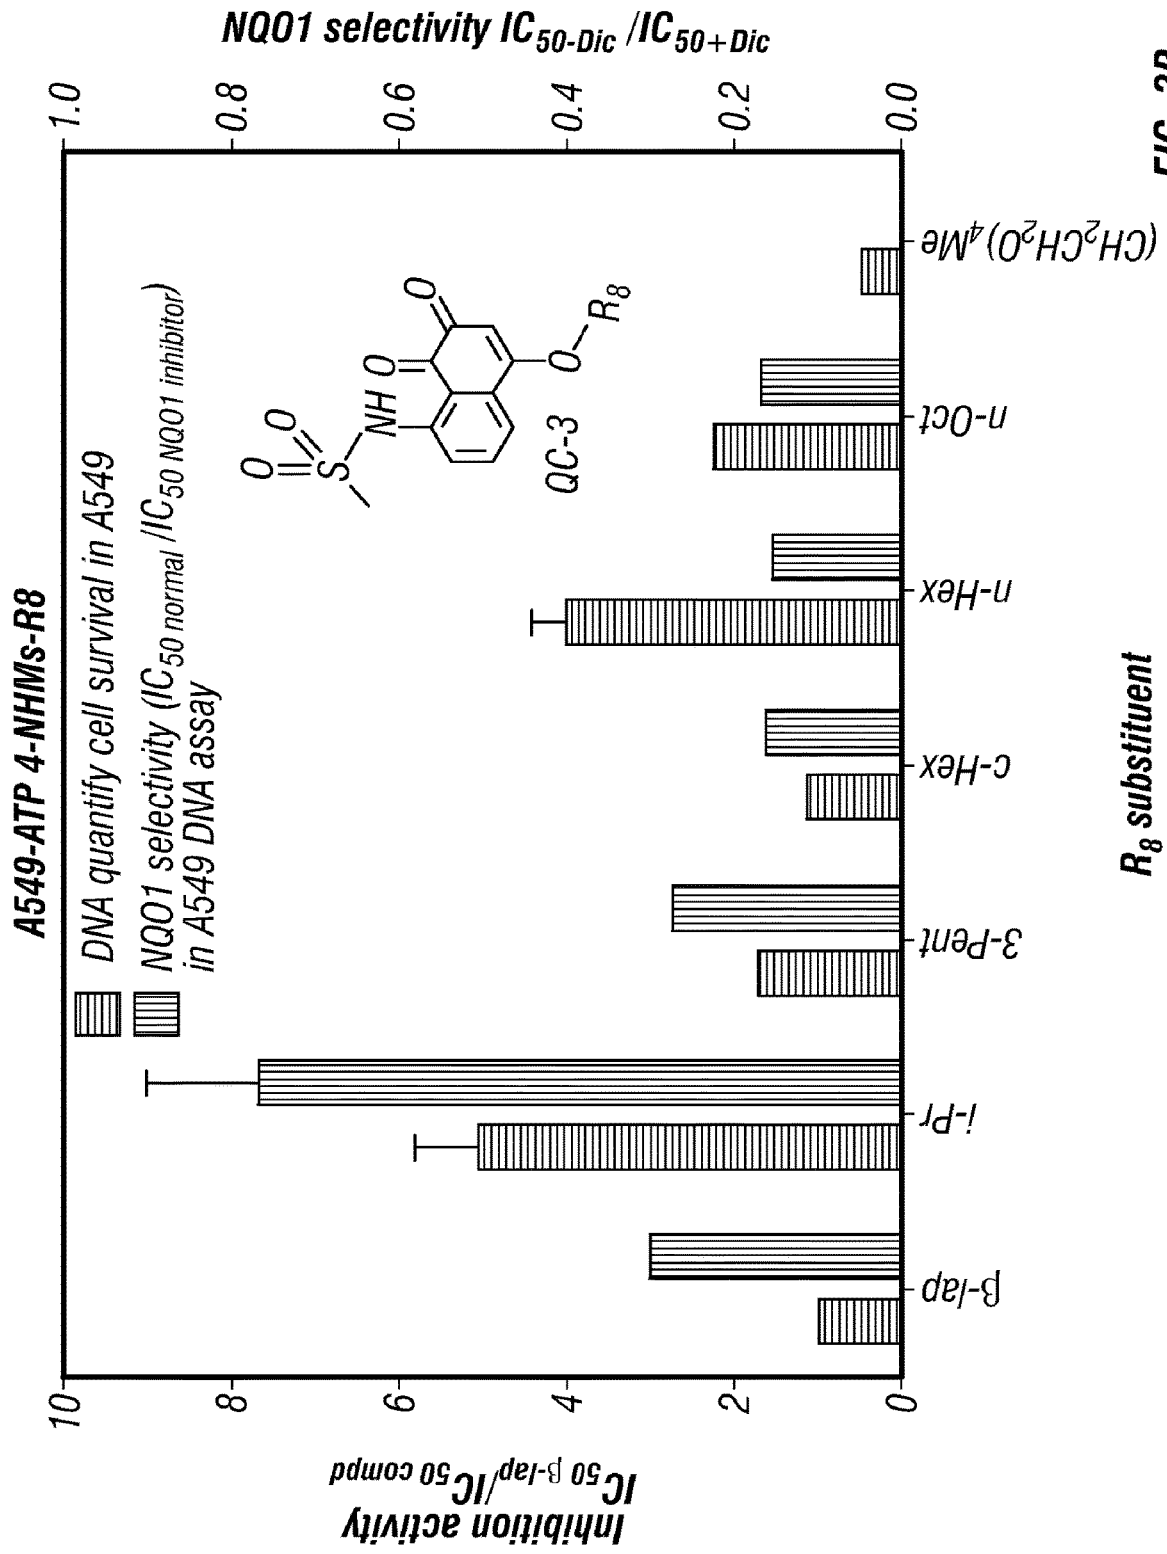 A549-ATP 4-NHMs-R8
DNA quantify cell survival in A549
NQO1 selectivity (IC50 normal /IC50 NQO1 inhibitor)
in A549 DNA assay
Inhibition activity
IC50 β-lap/IC50 compd
10
8
6
4
2
0
NQO1 selectivity IC50-Dic /IC50+Dic
1.0
0.8
0.6
0.4
0.2
0.0
O
O
S
NH
O
O
O
R8
QC-3
β-lap
i-Pr
3-Pent
c-Hex
n-Hex
n-Oct
(CH2CH2O)4Me
R8 substituent